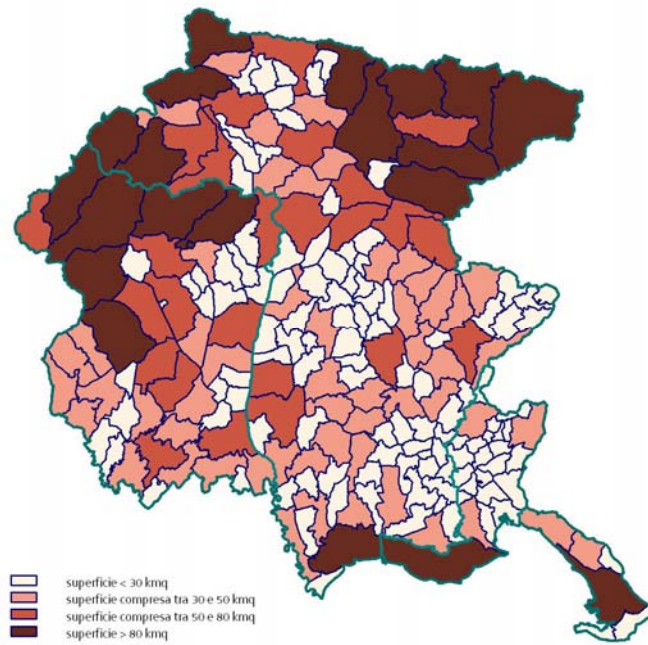 superficie < 30 kmq
superficie compresa tra 30 e 50 kmq
superficie compresa tra 50 e 80 kmq
superficie > 80 kmq